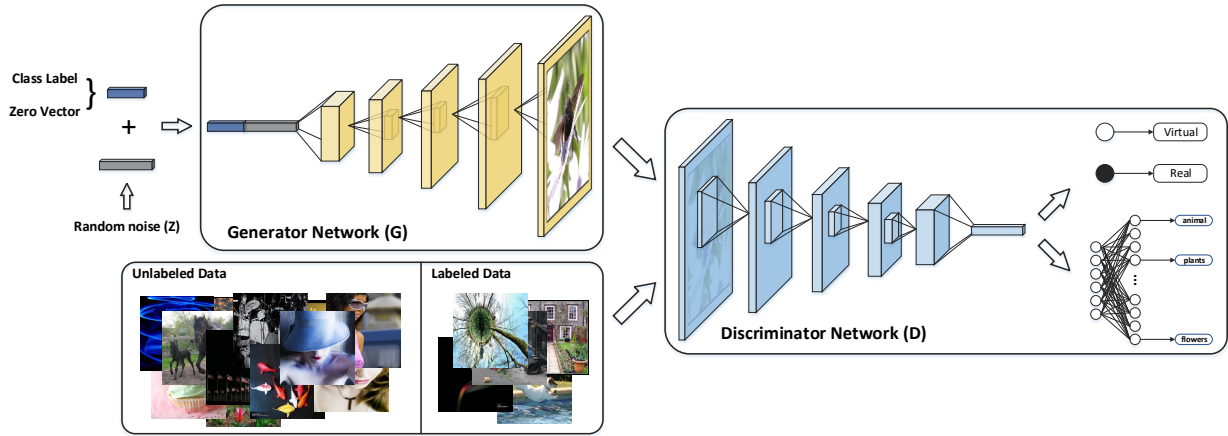 Class Label
Zero Vector
}
+
Random noise (Z)
Generator Network (G)
Unlabeled Data
Labeled Data
Discriminator Network (D)
Virtual
Real
animal
plants
...
flowers